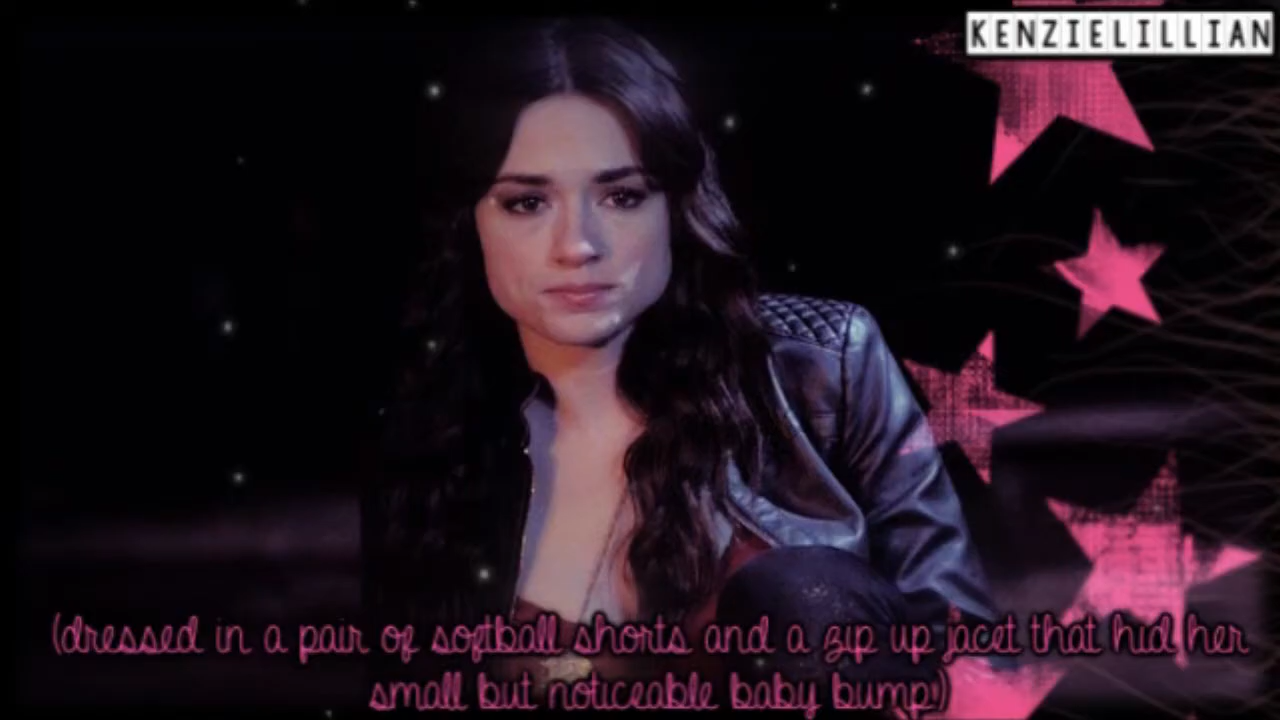 KENZIELILLIAN
(dressed in a pair of softball shorts and a zip up jacet that hid her
small but noticeable baby bump!)